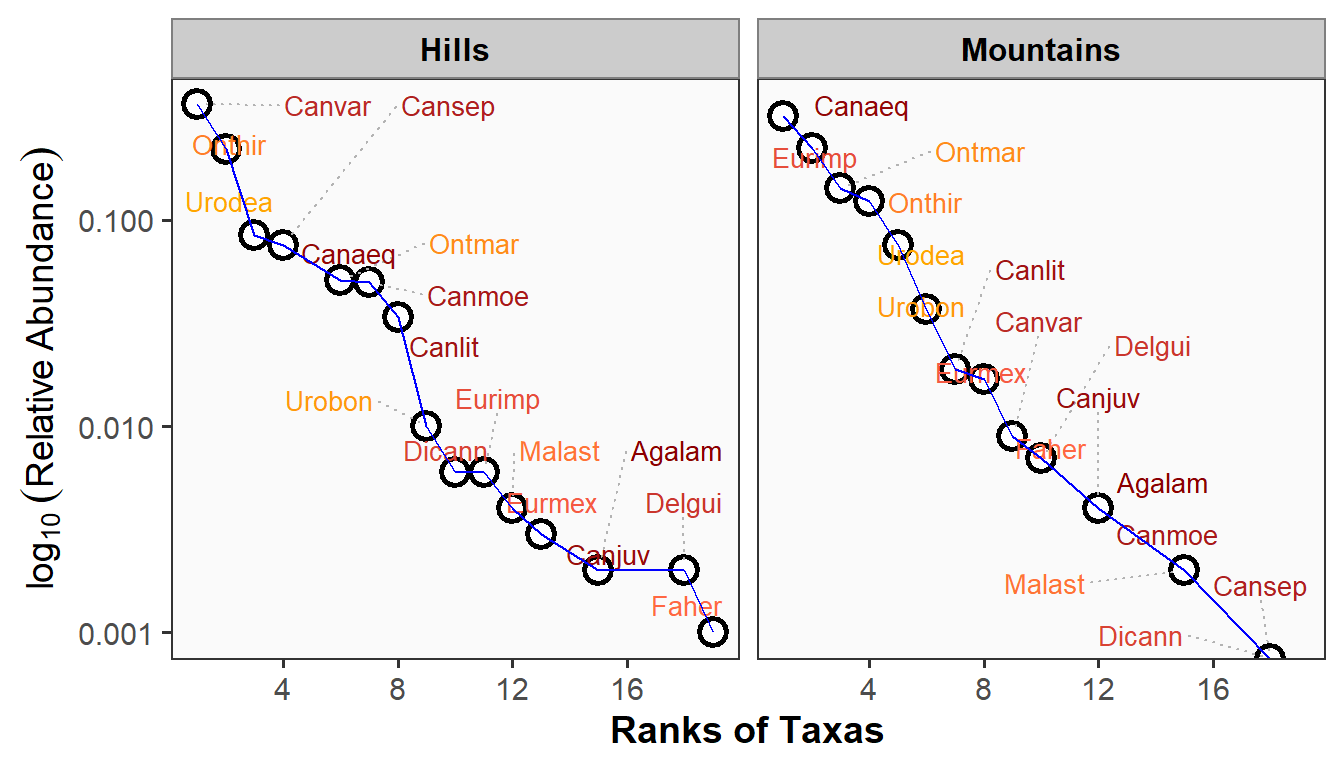 Hills
Mountains
log10 (Relative Abundance)
0.100
0.010
0.001
Canvar
Cansep
Onthir
Urodea
Canaeq
Ontmar
Canmoe
Canlit
Urobon
Eurimp
Dicann
Malast
Agalam
Eurmex
Delgui
Canjuv
Faher
4 8 12 16
Canaeq
Eurimp
Ontmar
Onthir
Urodea
Canlit
Urobon
Canvar
Delgui
Eurmex
Canjuv
Faher
Agalam
Canmoe
Malast
Cansep
Dicann
4 8 12 16
Ranks of Taxas